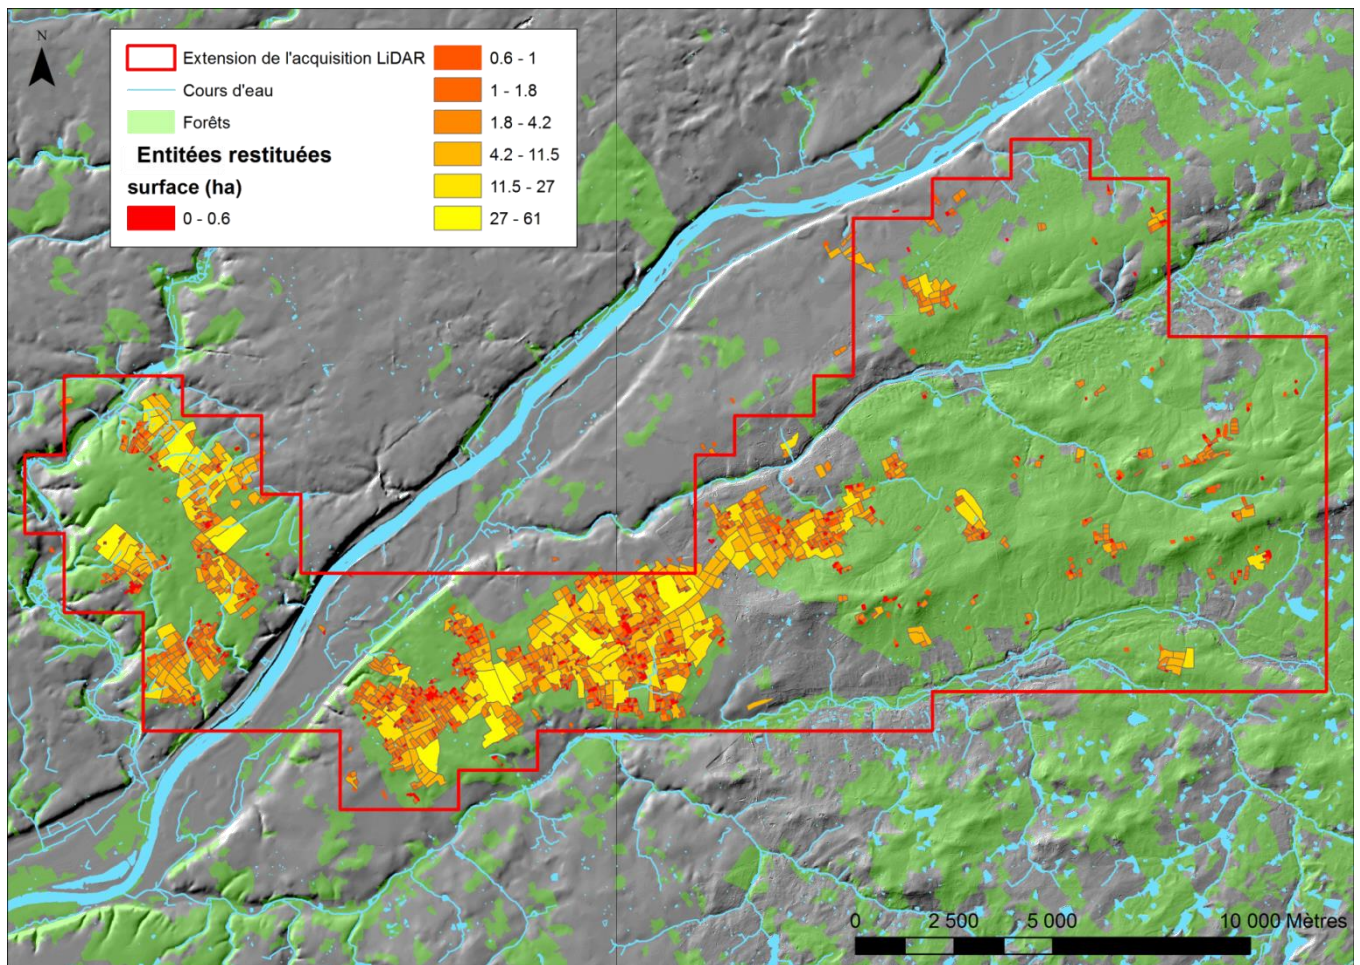 N
Extension de l'acquisition LiDAR
Cours d'eau
Forêts
Entitées restituées
surface (ha)
0 - 0.6
0.6 - 1
1 - 1.8
1.8 - 4.2
4.2 - 11.5
11.5 - 27
27 - 61
0 2 500 5 000 10 000 Mètres